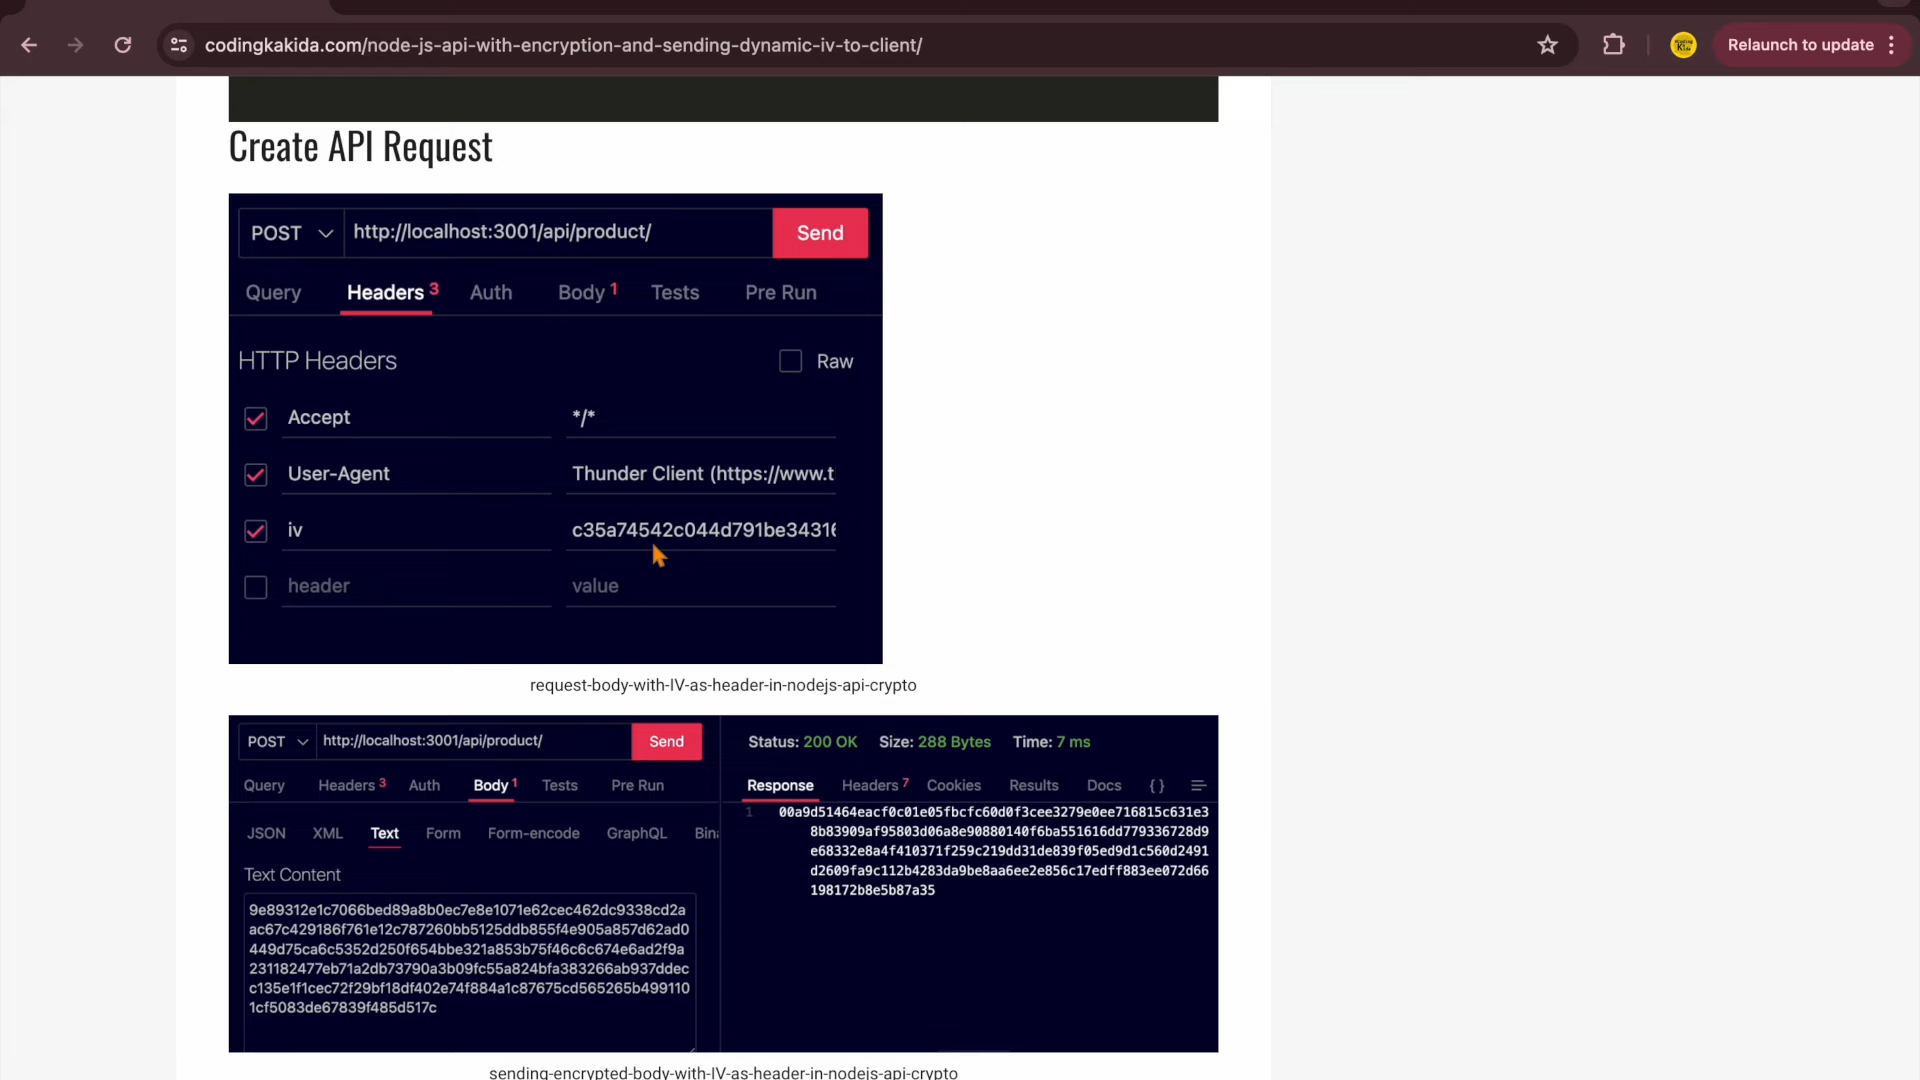 codingkakida.com/node-js-api-with-encryption-and-sending-dynamic-iv-to-client/
Relaunch to update
Create API Request
POST http://localhost:3001/api/product/ Send
Query Headers 3 Auth Body 1 Tests Pre Run
HTTP Headers Raw
Accept */*
User-Agent Thunder Client (https://www.t
iv c35a74542c044d791be34316
header value
request-body-with-IV-as-header-in-nodejs-api-crypto
POST http://localhost:3001/api/product/ Send
Query Headers 3 Auth Body 1 Tests Pre Run
JSON XML Text Form Form-encode GraphQL Bina
Text Content
9e89312e1c7066bed89a8b0ec7e8e1071e62cec462dc9338cd2a
ac67c429186f761e12c787260bb5125ddb855f4e905a857d62ad0
449d75ca6c5352d250f654bbe321a853b75f46c6c674e6ad2f9a
231182477eb71a2db73790a3b09fc55a824bfa383266ab937ddec
c135e1f1cec72f29bf18df402e74f884a1c87675cd565265b499110
1cf5083de67839f485d517c
Status: 200 OK Size: 288 Bytes Time: 7 ms
Response Headers 7 Cookies Results Docs { }
1 00a9d51464eacf0c01e05fbcfc60d0f3cee3279e0ee716815c631e3
8b83909af95803d06a8e90880140f6ba551616dd779336728d9
e68332e8a4f410371f259c219dd31de839f05ed9d1c560d2491
d2609fa9c112b4283da9be8aa6ee2e856c17edff883ee072d66
198172b8e5b87a35
sending-encrypted-body-with-IV-as-header-in-nodejs-api-crypto